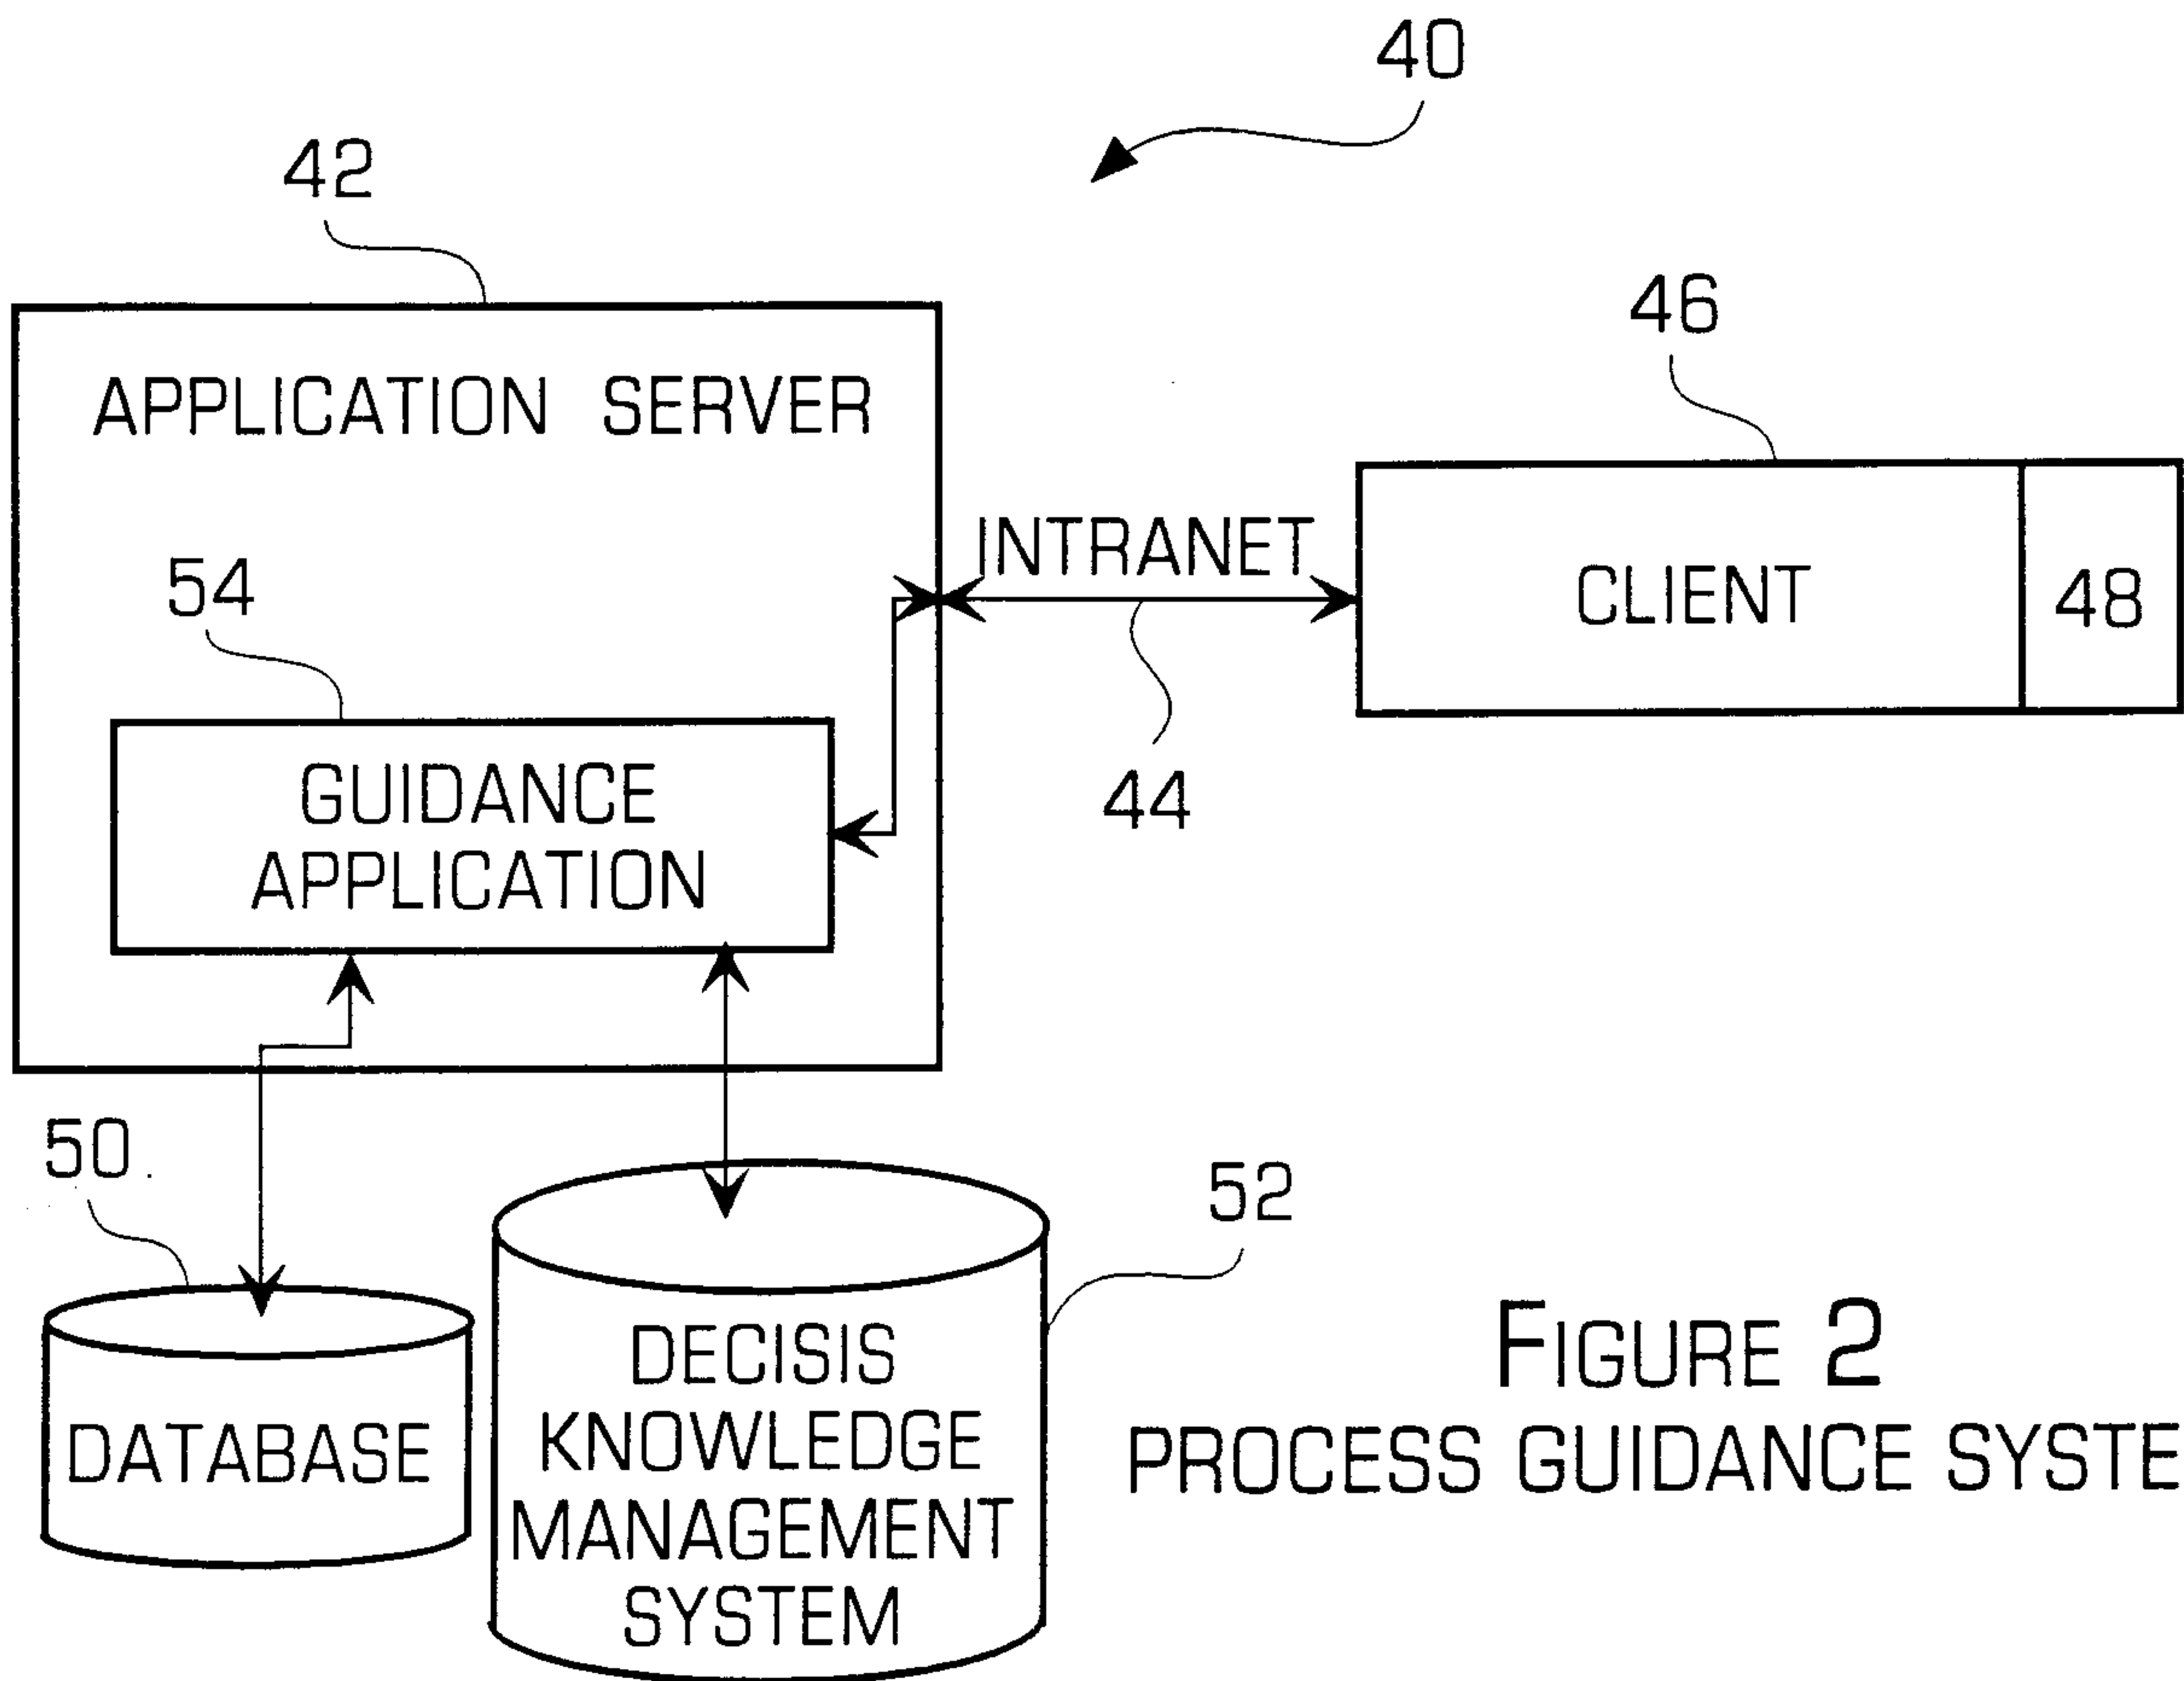 40
42
46
APPLICATION SERVER
INTRANET
54
CLIENT
48
GUIDANCE
APPLICATION
44
50
52
DATABASE
DECISIS
KNOWLEDGE
MANAGEMENT
SYSTEM
FIGURE 2
PROCESS GUIDANCE SYSTE